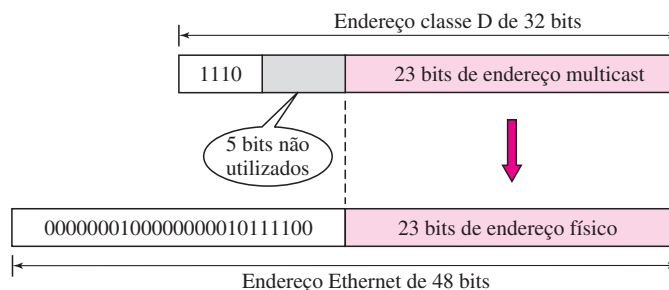 Endereço classe D de 32 bits
1110
23 bits de endereço multicast
5 bits não
utilizados
0000000100000000010111100
23 bits de endereço físico
Endereço Ethernet de 48 bits